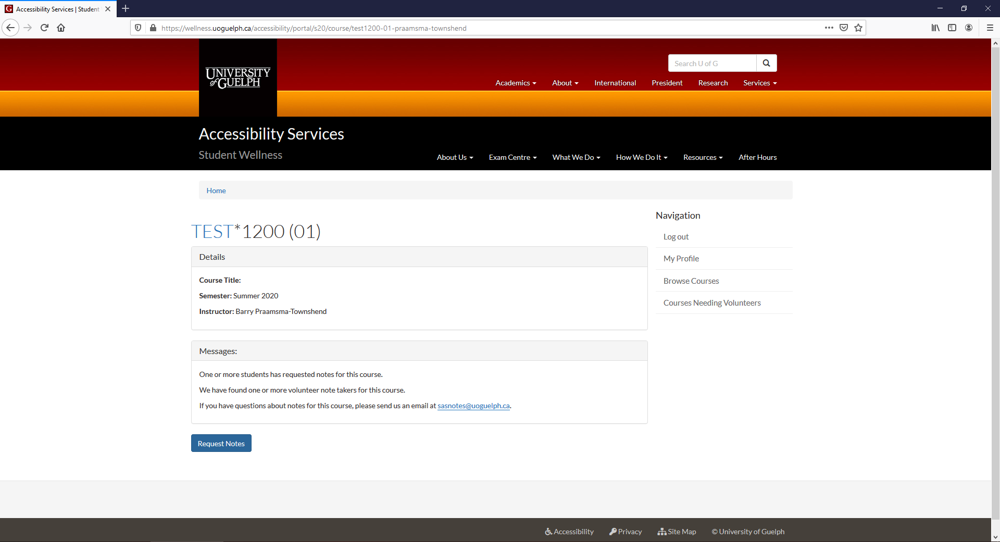 Accessibility Services | Student
https://wellness.uoguelph.ca/accessibility/portal/s20/course/test1200-01-praamsma-townshend
UNIVERSITY
of GUELPH
Search U of G
Academics About International President Research Services
Accessibility Services
Student Wellness
About Us Exam Centre What We Do How We Do It Resources After Hours
Home
TEST*1200 (01)
Details
Course Title:
Semester: Summer 2020
Instructor: Barry Praamsma-Townshend
Messages:
One or more students has requested notes for this course.
We have found one or more volunteer note takers for this course.
If you have questions about notes for this course, please send us an email at sasnotes@uoguelph.ca.
Request Notes
Navigation
Log out
My Profile
Browse Courses
Courses Needing Volunteers
Accessibility Privacy Site Map © University of Guelph